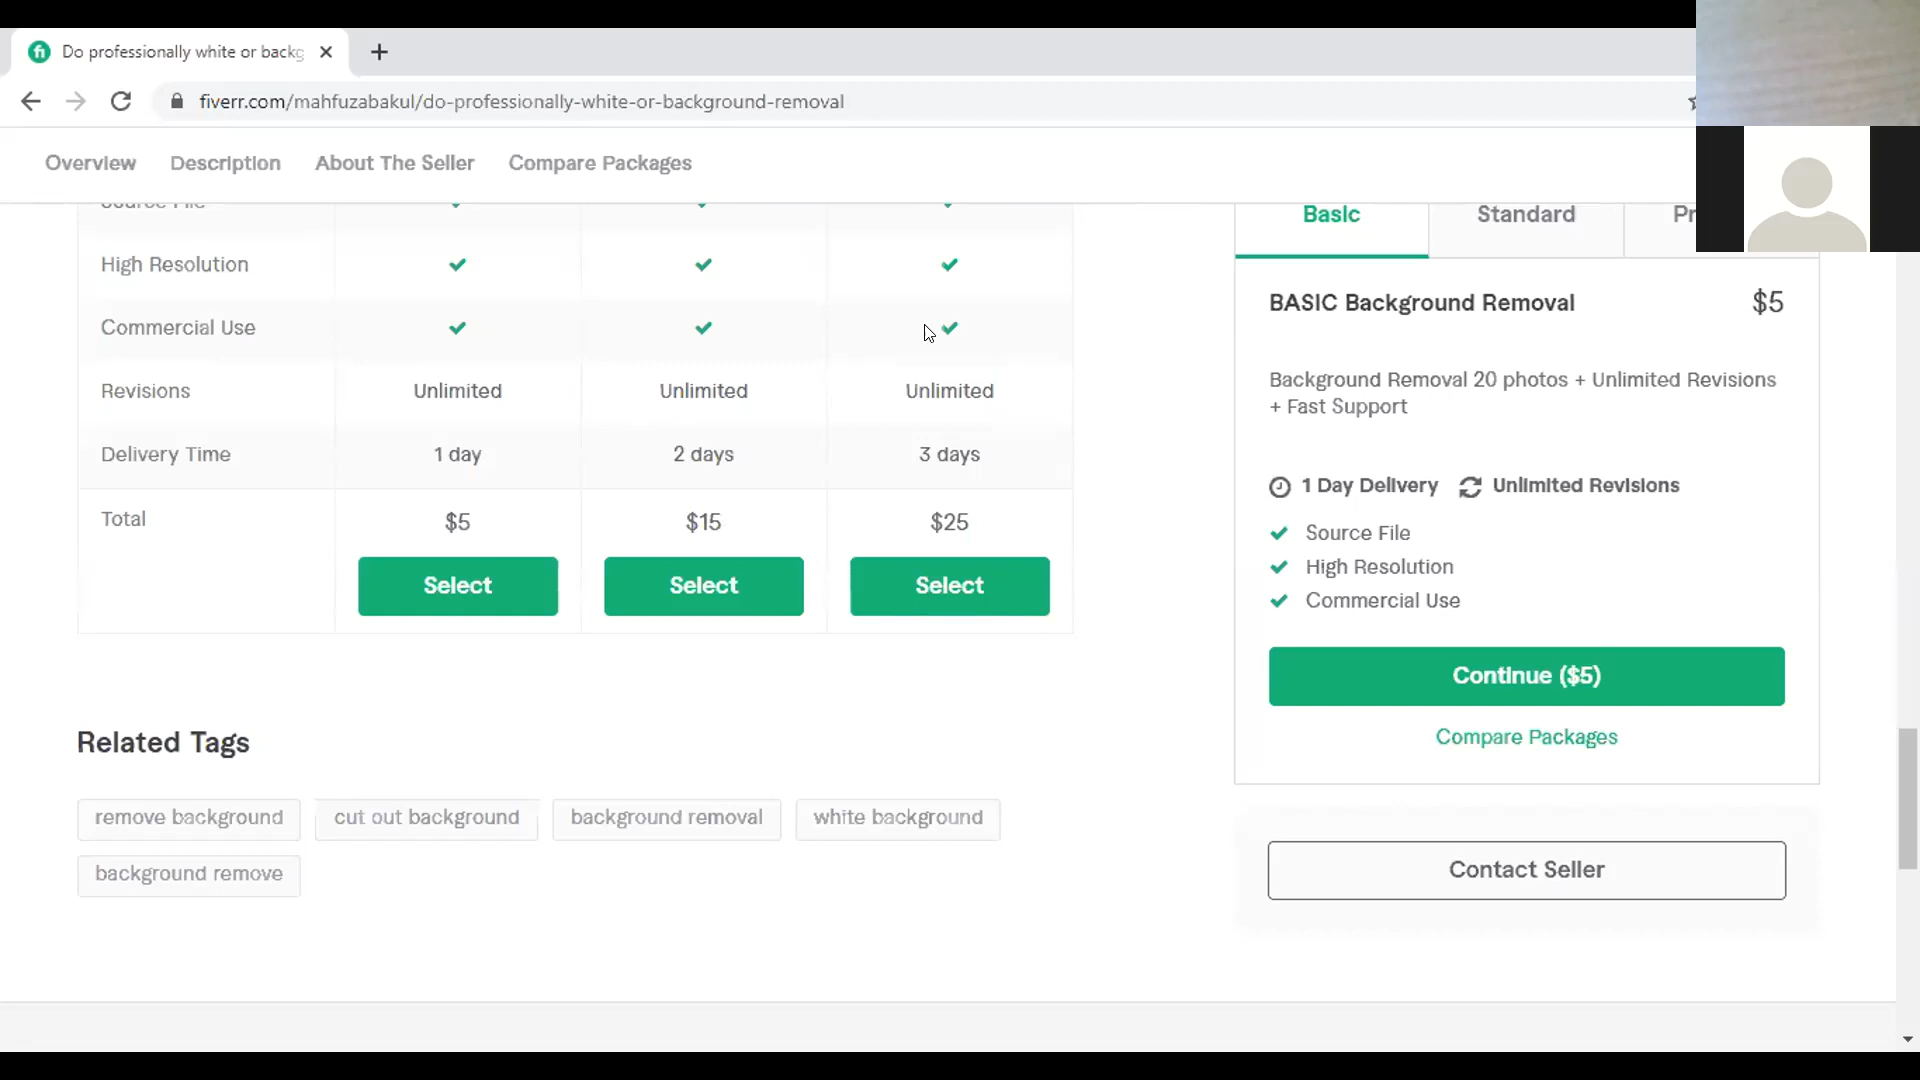 Do professionally white or backg
fiverr.com/mahfuzabakul/do-professionally-white-or-background-removal
Overview Description About The Seller Compare Packages
Source File
High Resolution
Commercial Use
Revisions Unlimited Unlimited Unlimited
Delivery Time 1 day 2 days 3 days
Total $5 $15 $25
Select Select Select
Related Tags
remove background cut out background background removal white background
background remove
Basic Standard Pr
BASIC Background Removal $5
Background Removal 20 photos + Unlimited Revisions
+ Fast Support
1 Day Delivery Unlimited Revisions
Source File
High Resolution
Commercial Use
Continue ($5)
Compare Packages
Contact Seller